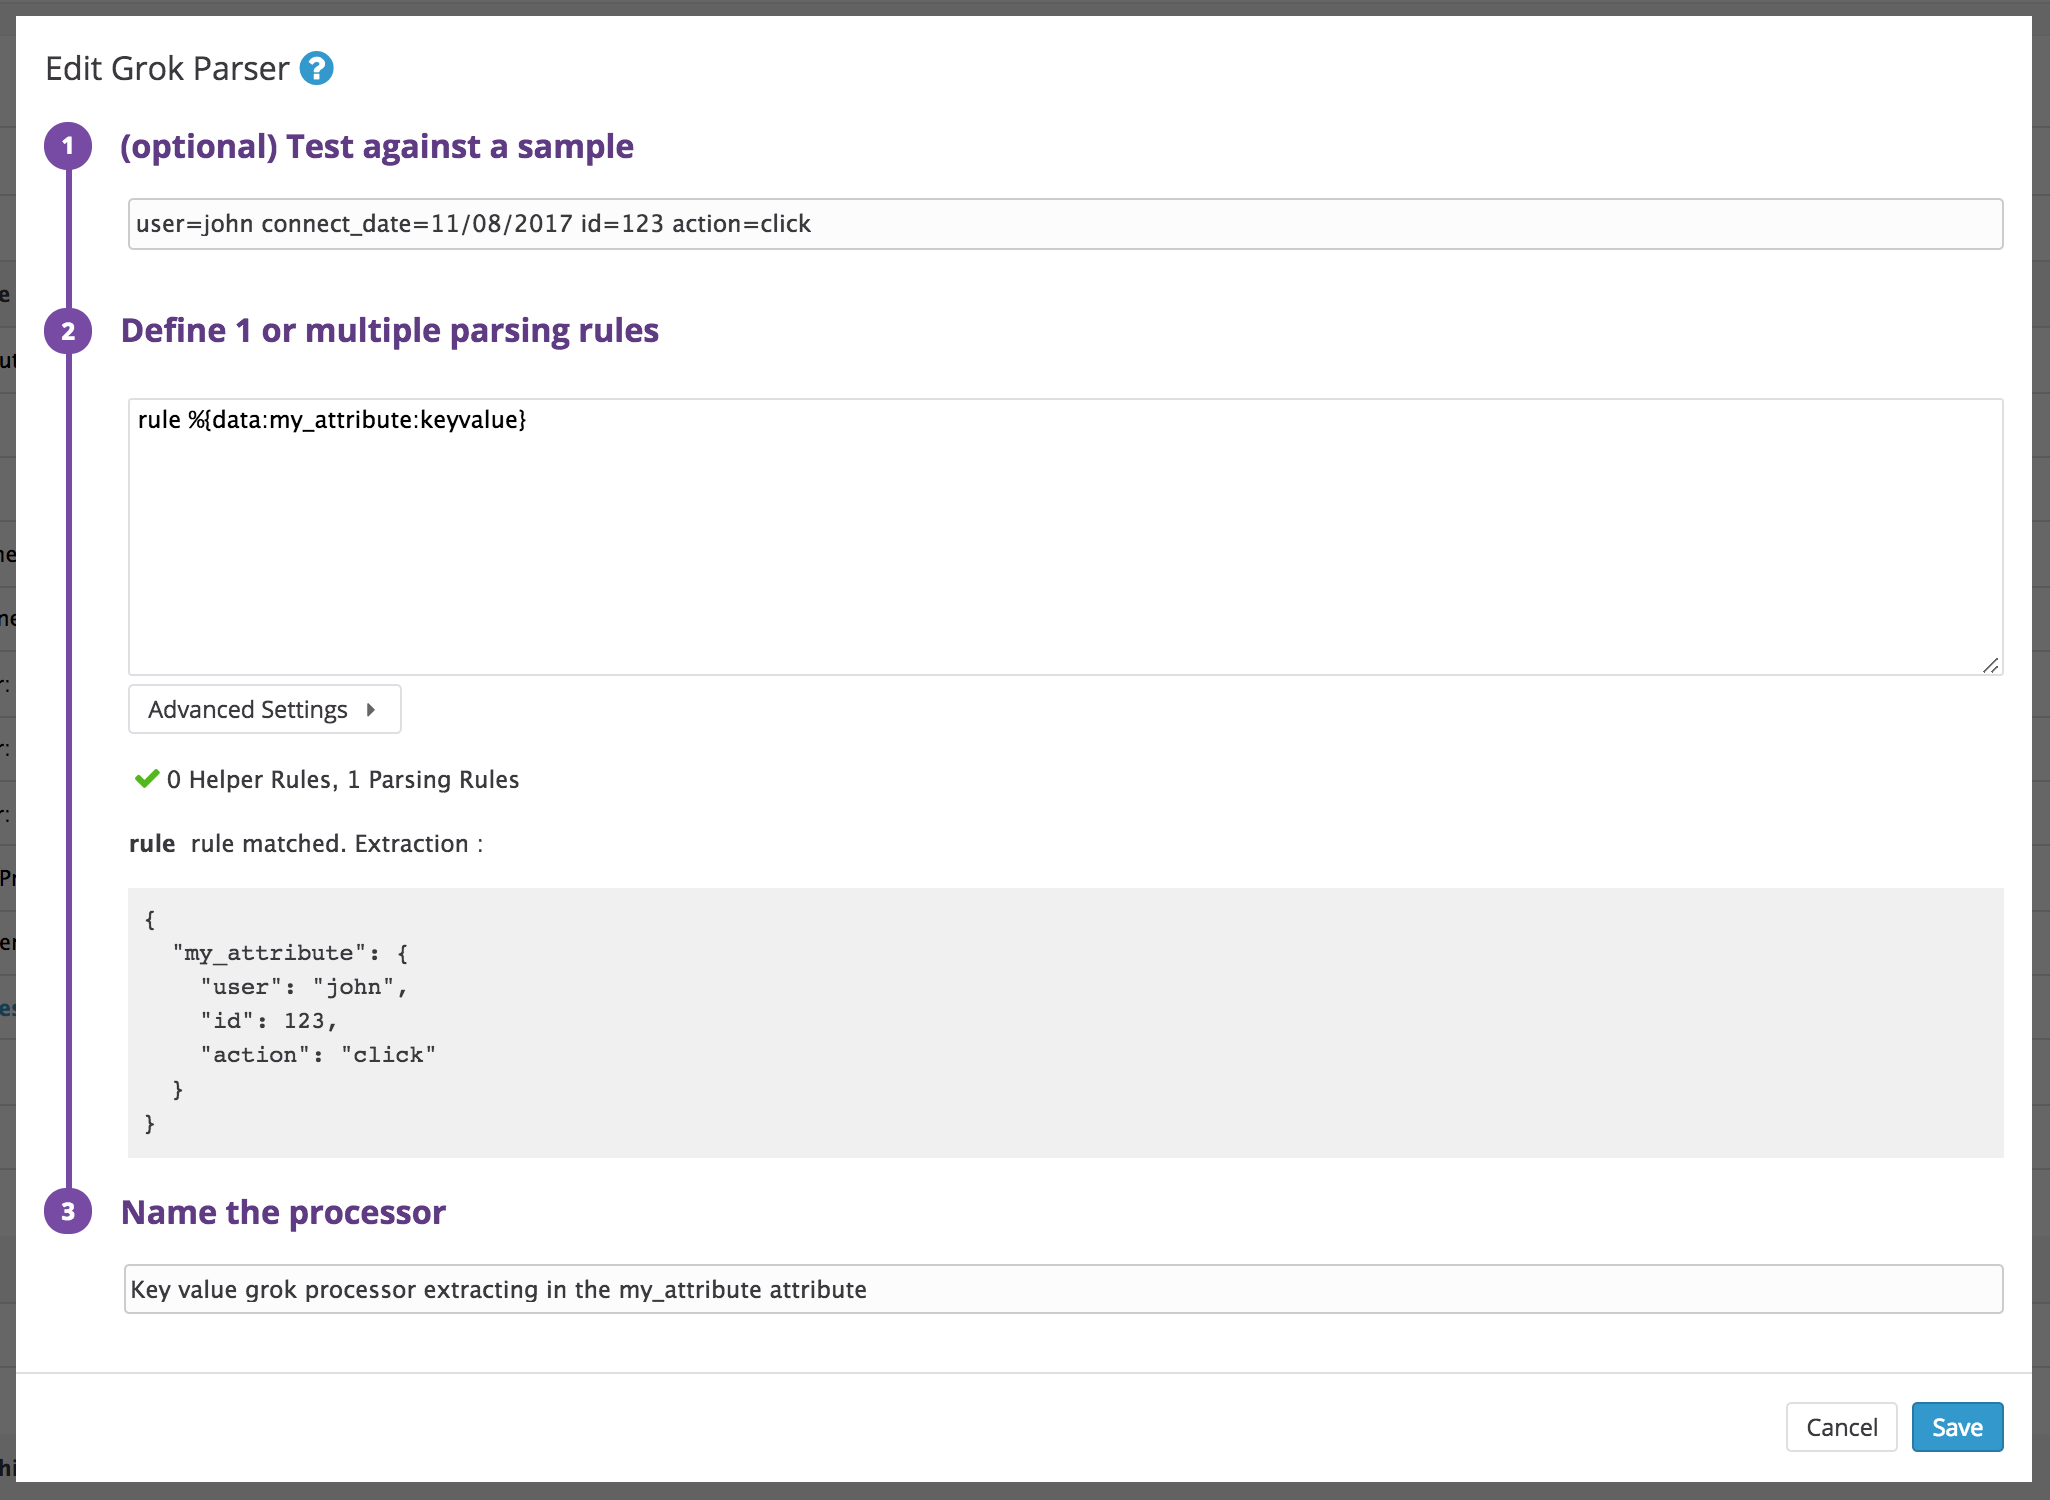 Edit Grok Parser ?
1 (optional) Test against a sample
user=john connect_date=11/08/2017 id=123 action=click
2 Define 1 or multiple parsing rules
rule %{data:my_attribute:keyvalue}
Advanced Settings
0 Helper Rules, 1 Parsing Rules
rule rule matched. Extraction :
{
"my_attribute": {
"user": "john",
"id": 123,
"action": "click"
}
}
3 Name the processor
Key value grok processor extracting in the my_attribute attribute
Cancel Save